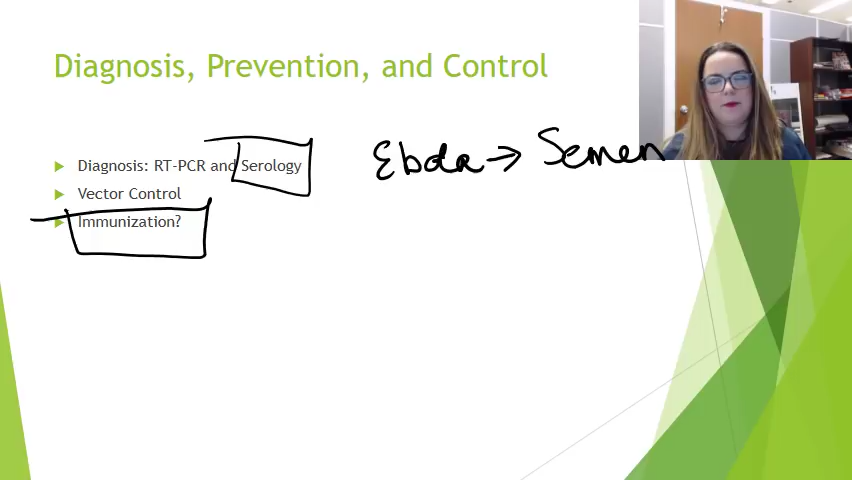 Diagnosis, Prevention, and Control
Diagnosis: RT-PCR and Serology
Ebola → Semen
Vector Control
Immunization?